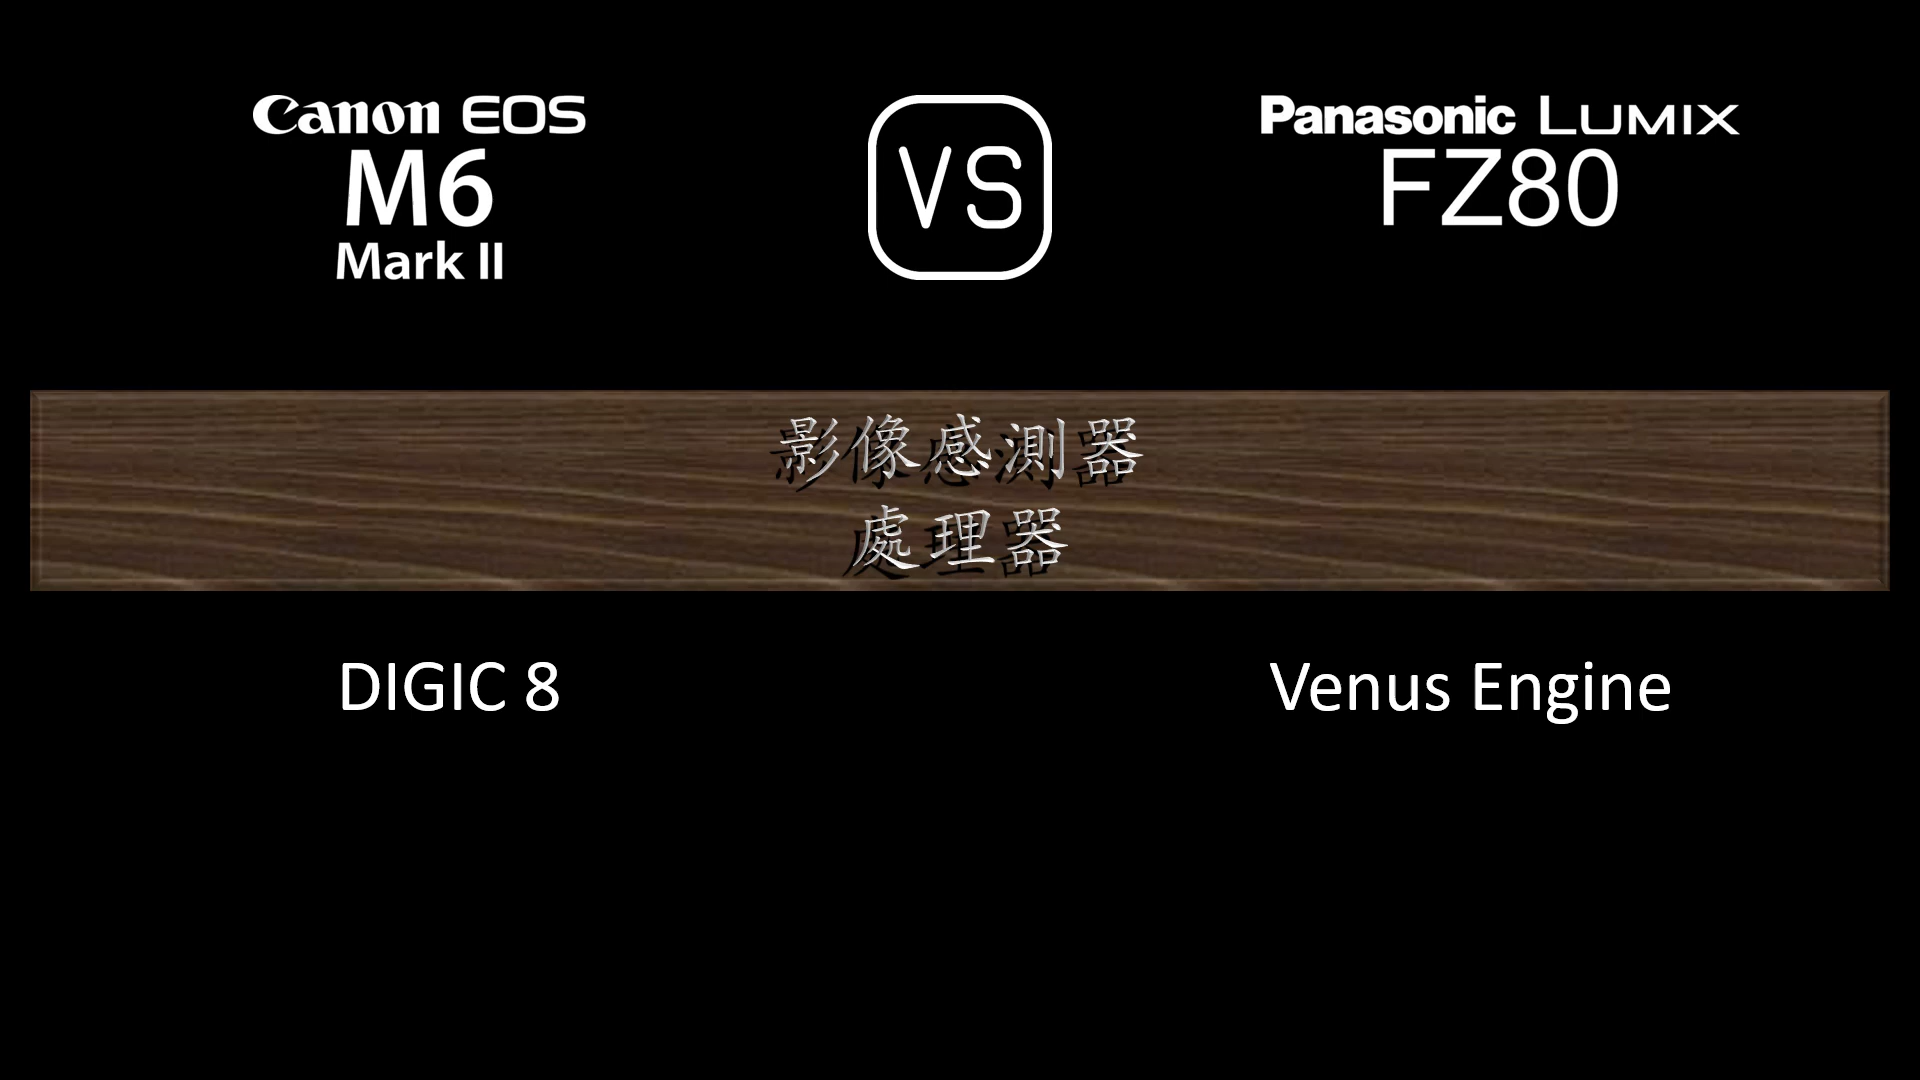 Canon EOS
M6
Mark II
VS
Panasonic LUMIX
FZ80
影像感測器
處理器
DIGIC 8
Venus Engine